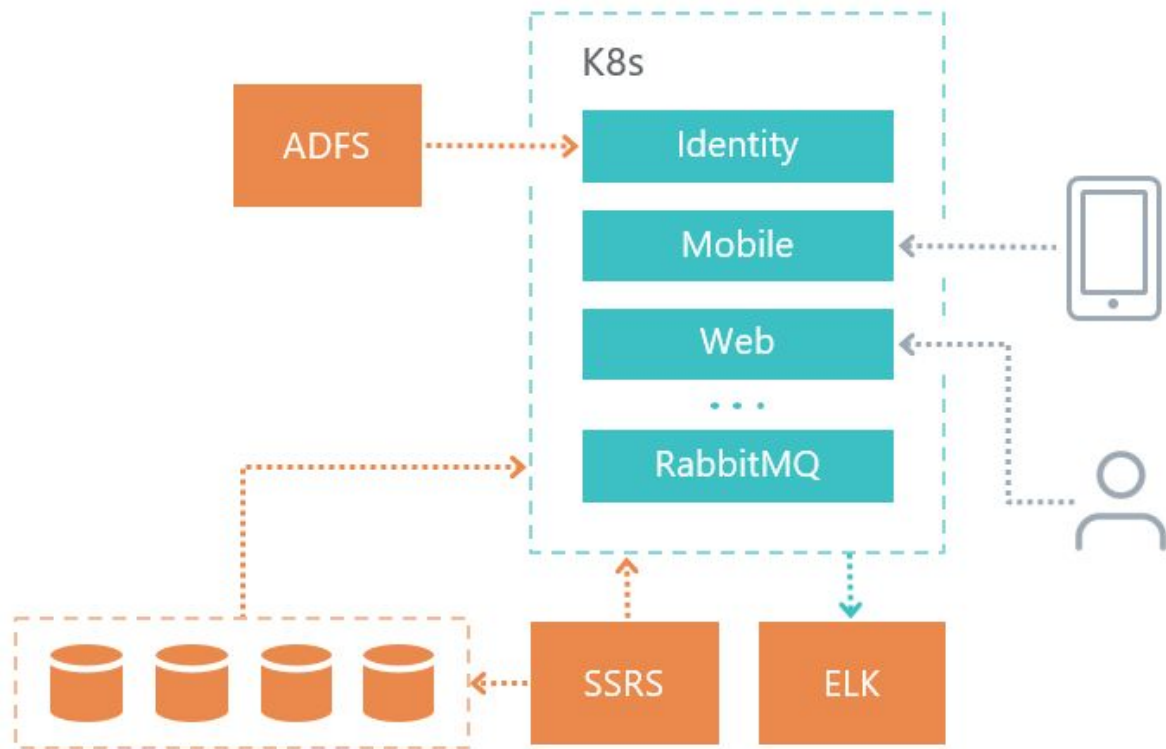 K8s
ADFS
Identity
Mobile
Web
...
RabbitMQ
SSRS
ELK